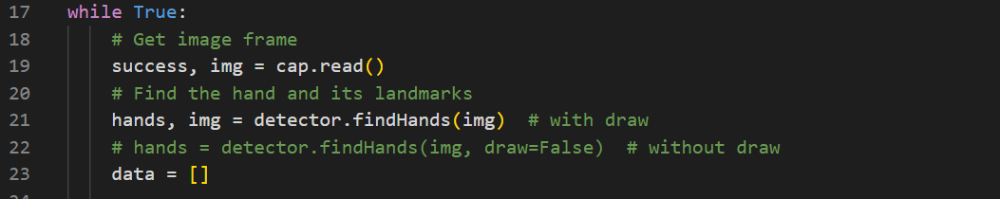 17 while True:
18 # Get image frame
19 success, img = cap.read()
20 # Find the hand and its landmarks
21 hands, img = detector.findHands(img)  # with draw
22 # hands = detector.findHands(img, draw=False)  # without draw
23 data = []